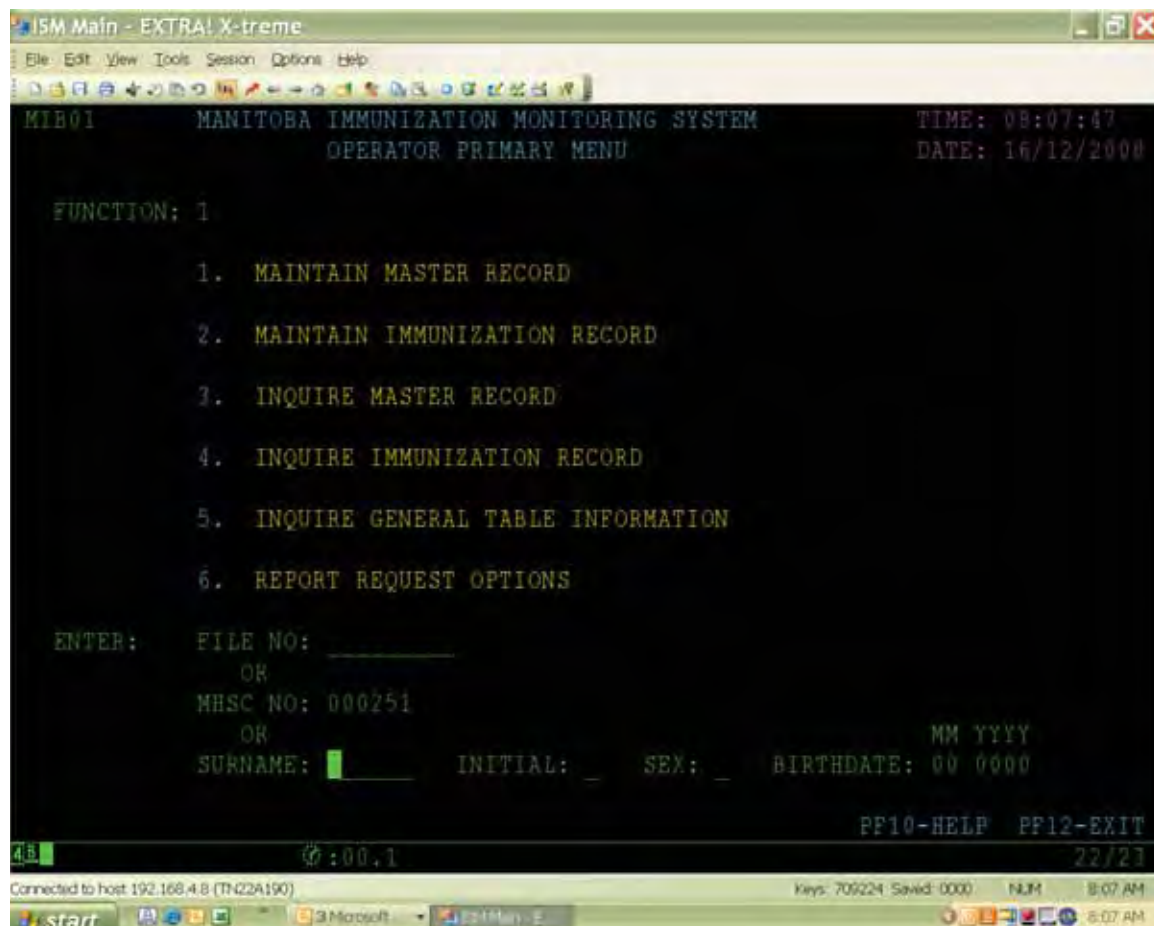 ISM Main - EXTRA! X-treme
File Edit View Tools Session Options Help
MIB01 MANITOBA IMMUNIZATION MONITORING SYSTEM TIME: 08:07:47
OPERATOR PRIMARY MENU DATE: 16/12/2008
FUNCTION: 1
1. MAINTAIN MASTER RECORD
2. MAINTAIN IMMUNIZATION RECORD
3. INQUIRE MASTER RECORD
4. INQUIRE IMMUNIZATION RECORD
5. INQUIRE GENERAL TABLE INFORMATION
6. REPORT REQUEST OPTIONS
ENTER: FILE NO:
OR
MHSC NO: 000251
OR MM YYYY
SURNAME: INITIAL: _ SEX: _ BIRTHDATE: 00 0000
PF10-HELP PF12-EXIT
:00.1 22/23
Connected to host 192.168.4.8 (TN22A190) Keys: 709224 Saved: 0000 NUM 8:07 AM
start 3 Microsoft 8:07 AM